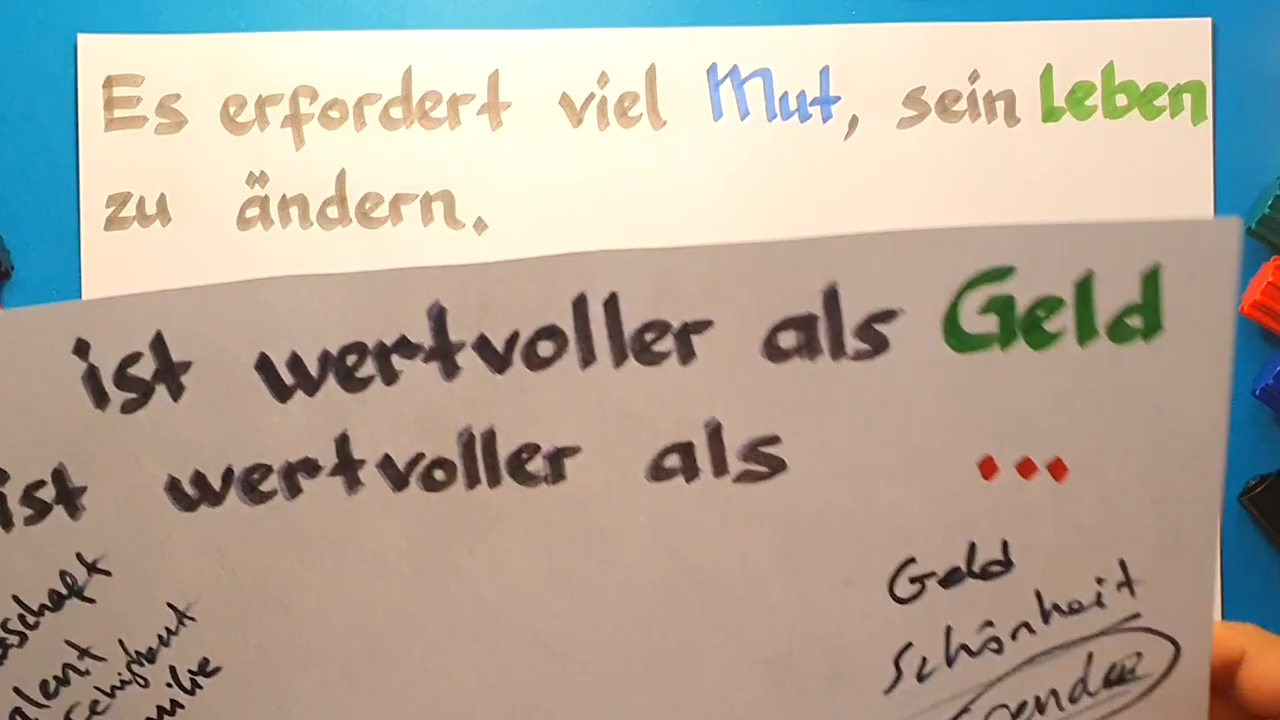 Es erfordert viel Mut, sein Leben
zu ändern.
ist wertvoller als Geld
ist wertvoller als ...
Geld
Schönheit